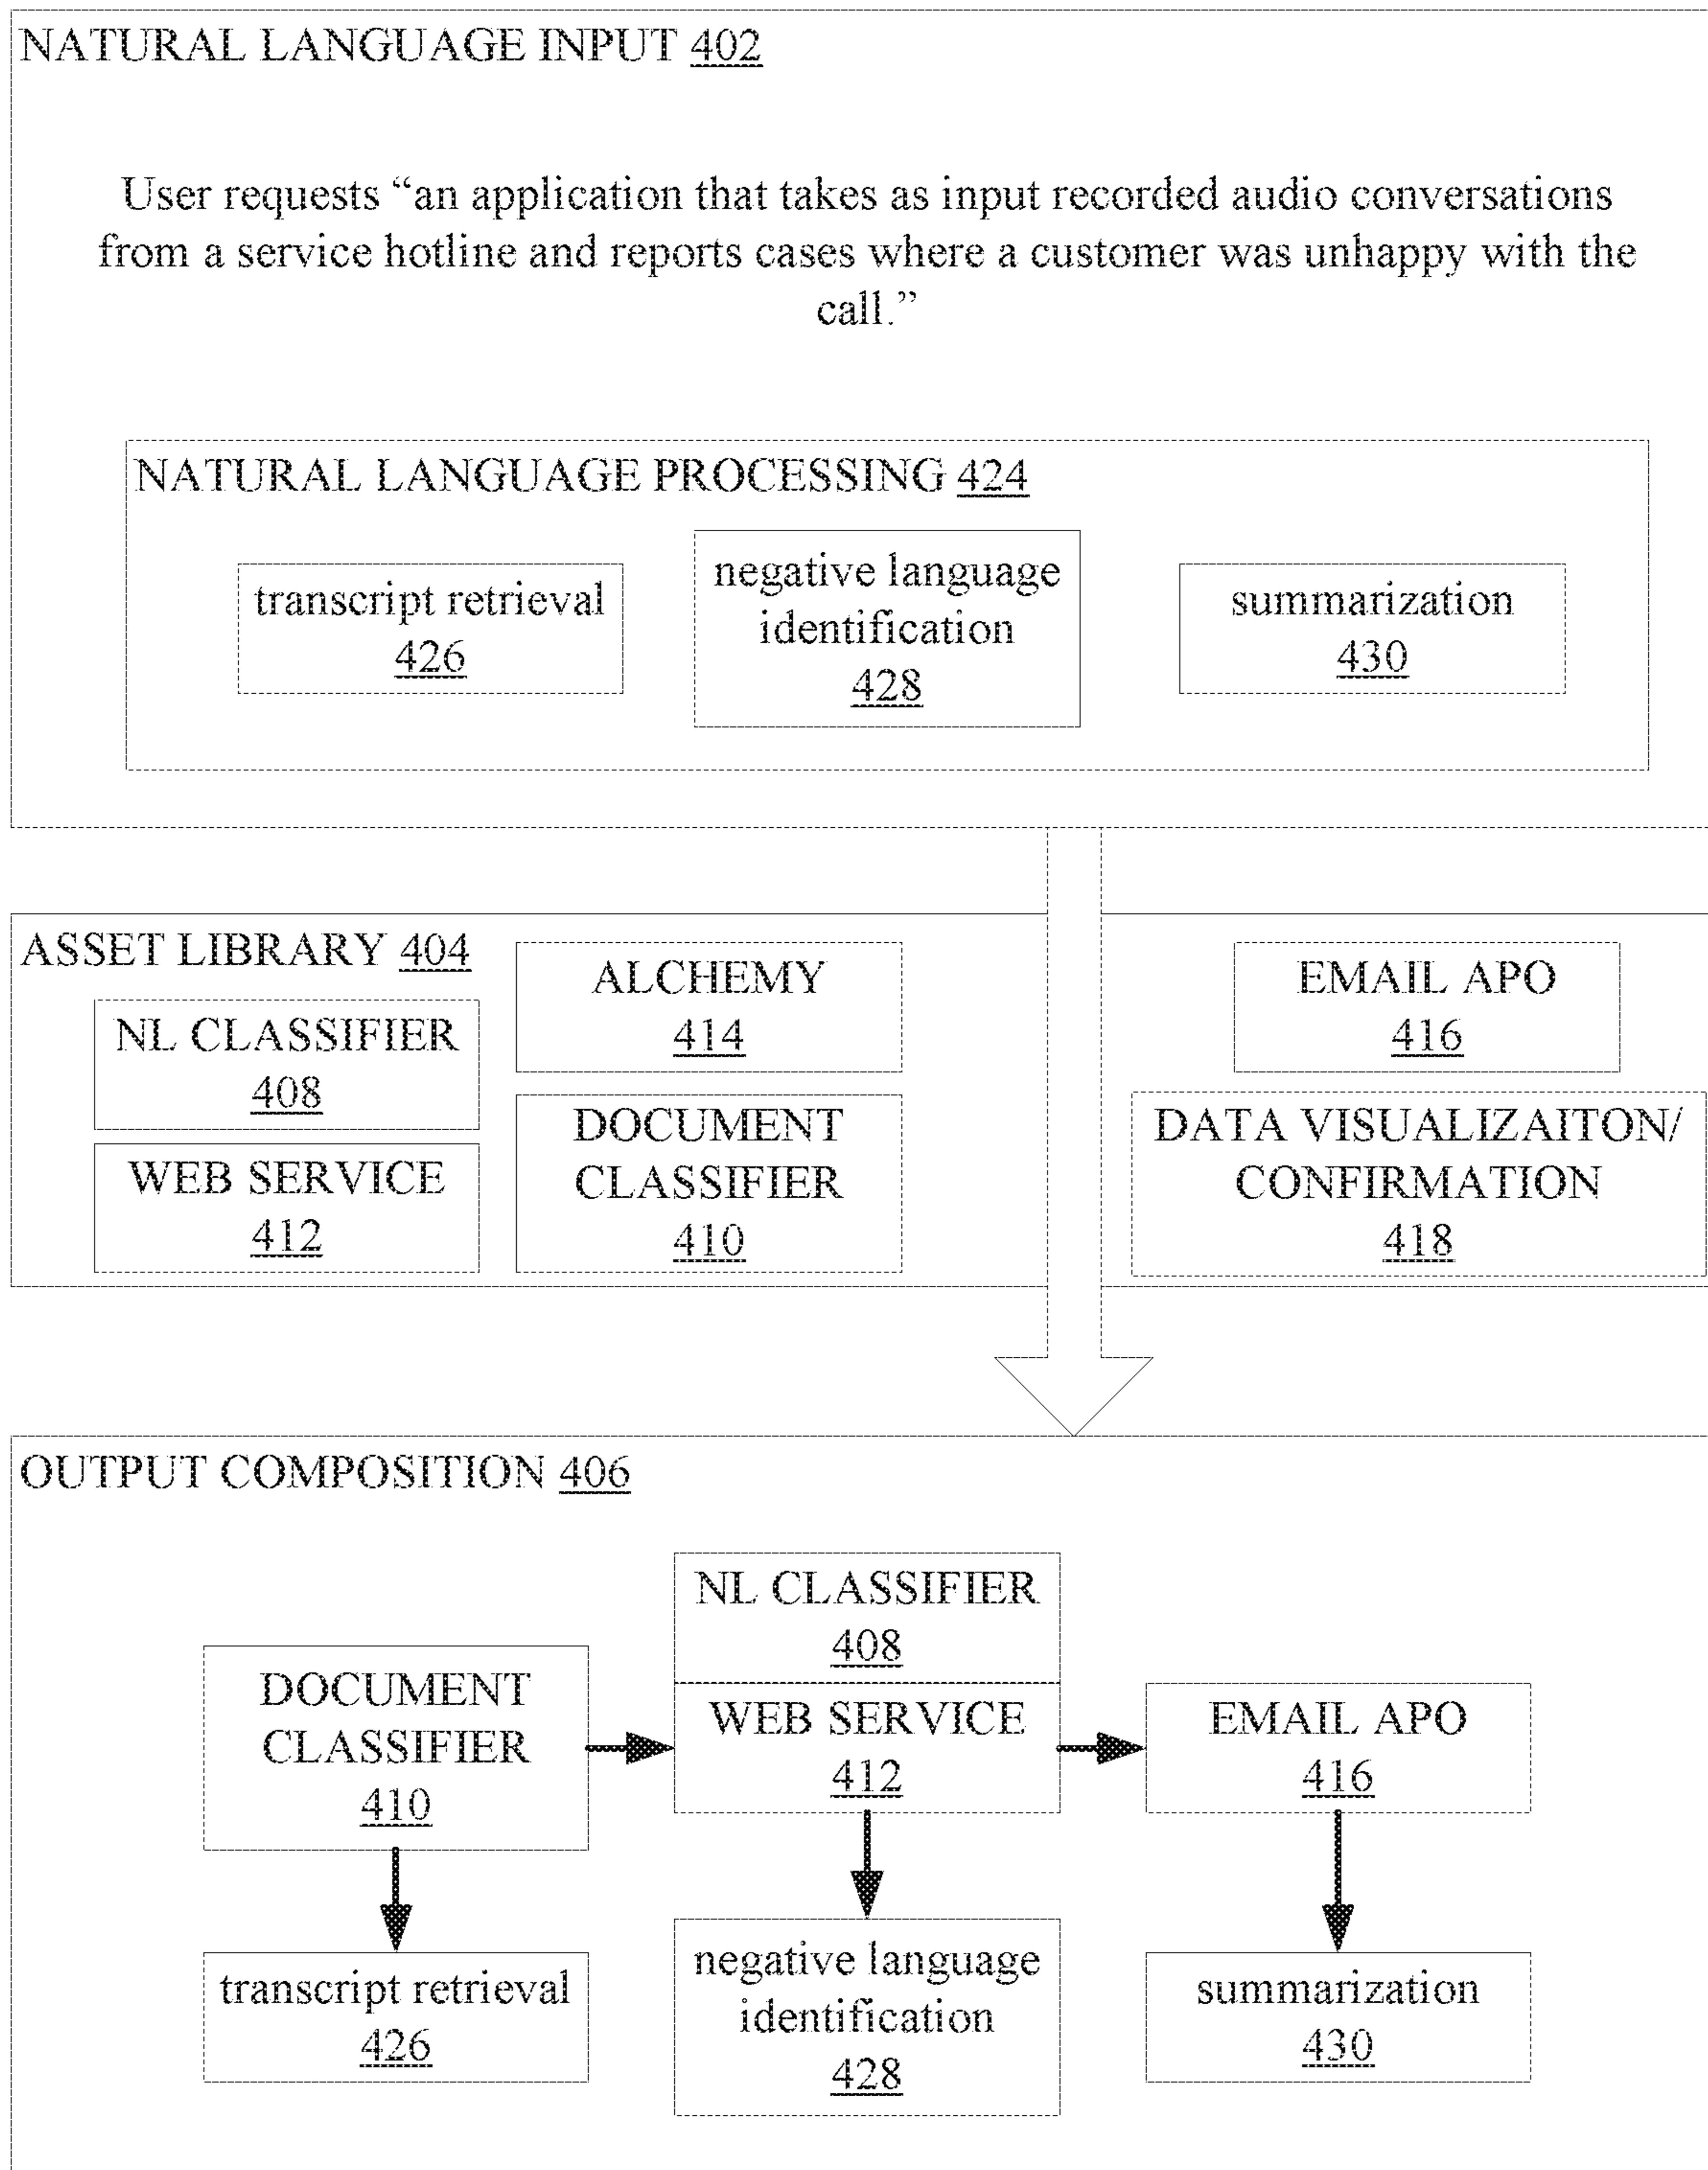 NATURAL LANGUAGE INPUT 402
User requests “an application that takes as input recorded audio conversations
from a service hotline and reports cases where a customer was unhappy with the
call.”
NATURAL LANGUAGE PROCESSING 424
transcript retrieval
426
negative language
identification
428
summarization
430
ASSET LIBRARY 404
NL CLASSIFIER
408
WEB SERVICE
412
ALCHEMY
414
DOCUMENT
CLASSIFIER
410
EMAIL APO
416
DATA VISUALIZAITON/
CONFIRMATION
418
OUTPUT COMPOSITION 406
DOCUMENT
CLASSIFIER
410
NL CLASSIFIER
408
WEB SERVICE
412
EMAIL APO
416
transcript retrieval
426
negative language
identification
428
summarization
430